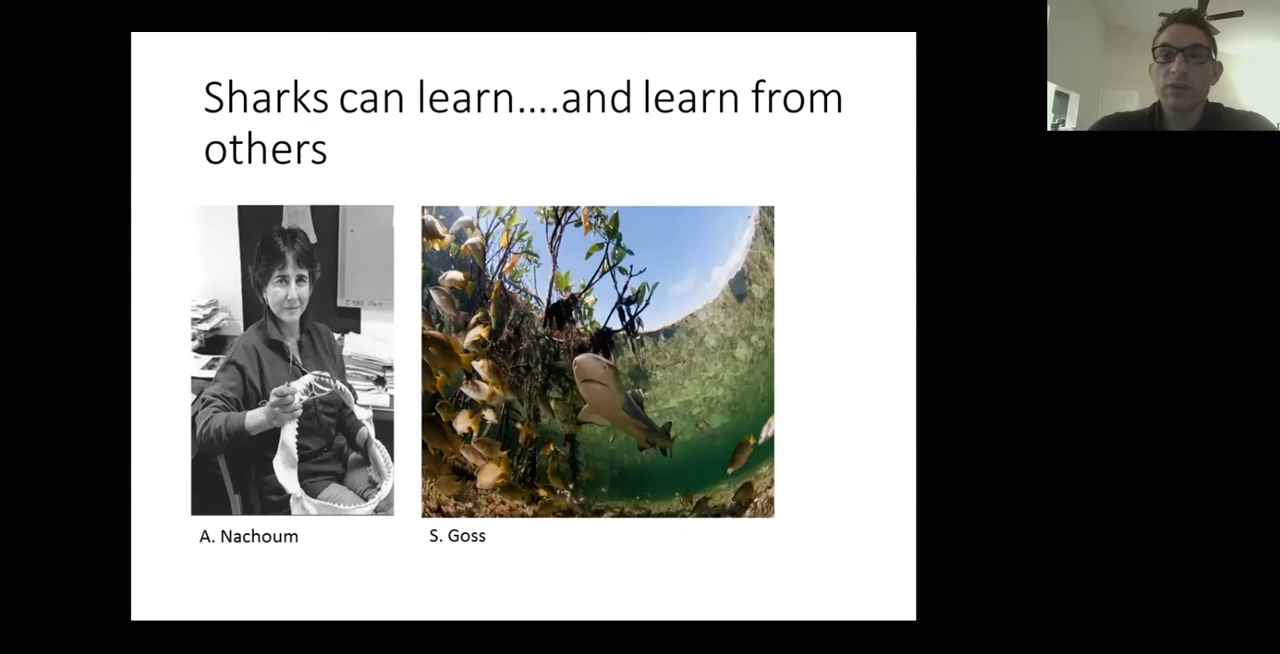 Sharks can learn....and learn from
others
A. Nachoum
S. Goss